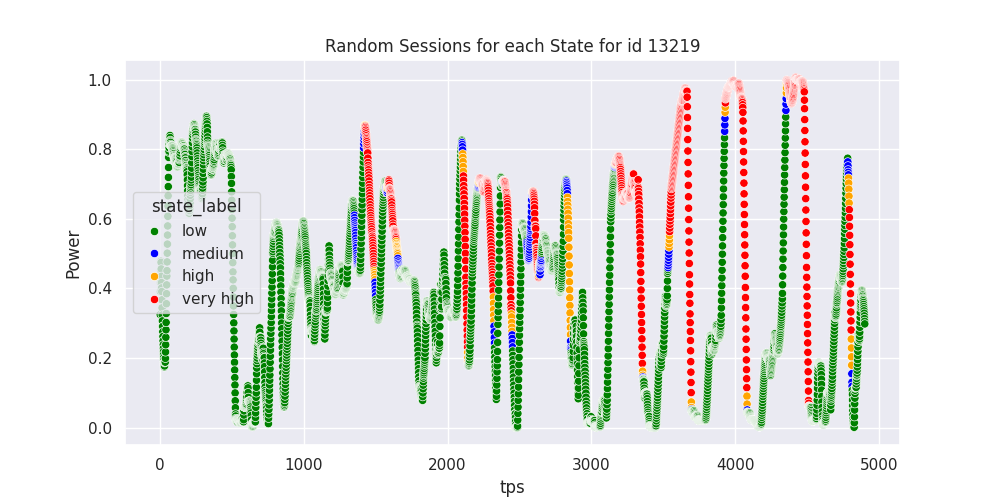 Random Sessions for each State for id 13219
Power
1.0
0.8
0.6
0.4
0.2
0.0
state_label
low
medium
high
very high
0 1000 2000 3000 4000 5000
tps